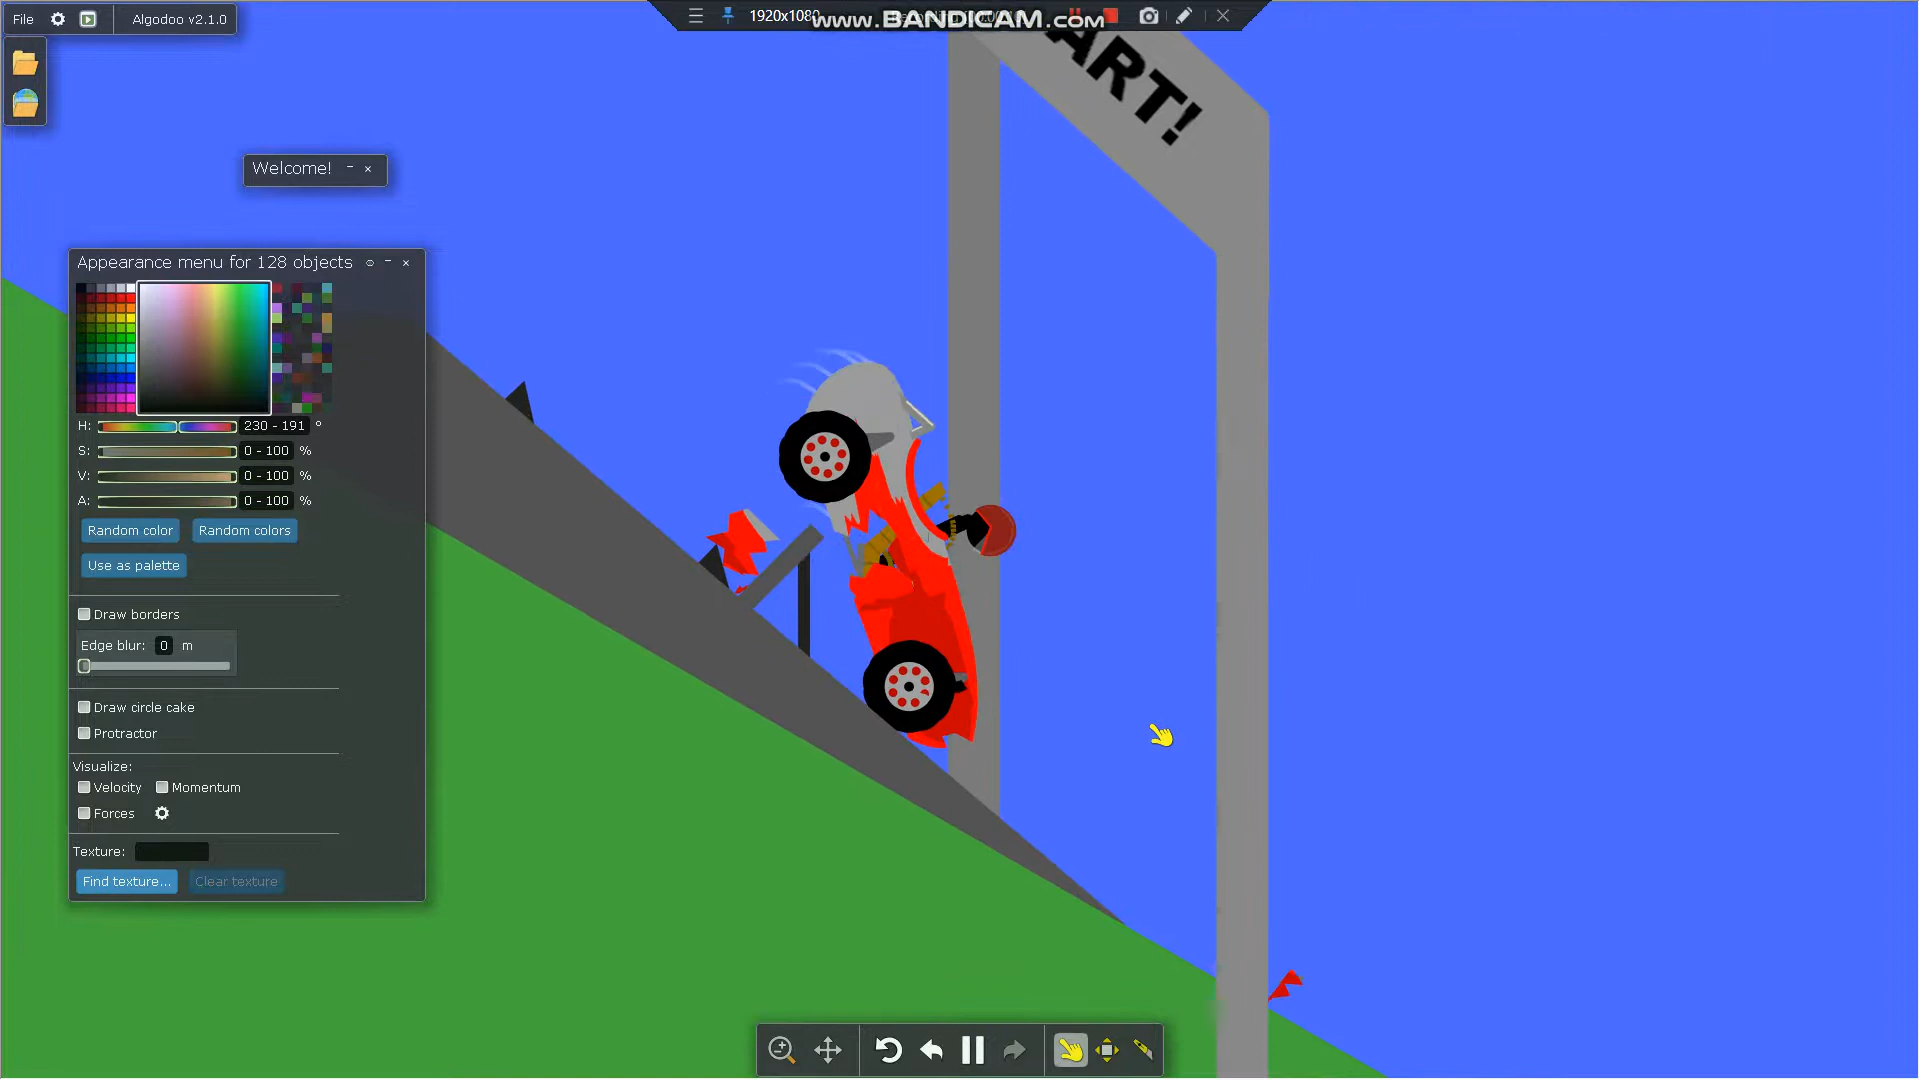 File
Algodoo v2.1.0
1920x1080
www.BANDICAM.com
ART!
Welcome!
Appearance menu for 128 objects
H: 230 - 191 °
S: 0 - 100 %
V: 0 - 100 %
A: 0 - 100 %
Random color Random colors
Use as palette
Draw borders
Edge blur: 0 m
Draw circle cake
Protractor
Visualize:
Velocity Momentum
Forces
Texture:
Find texture... Clear texture